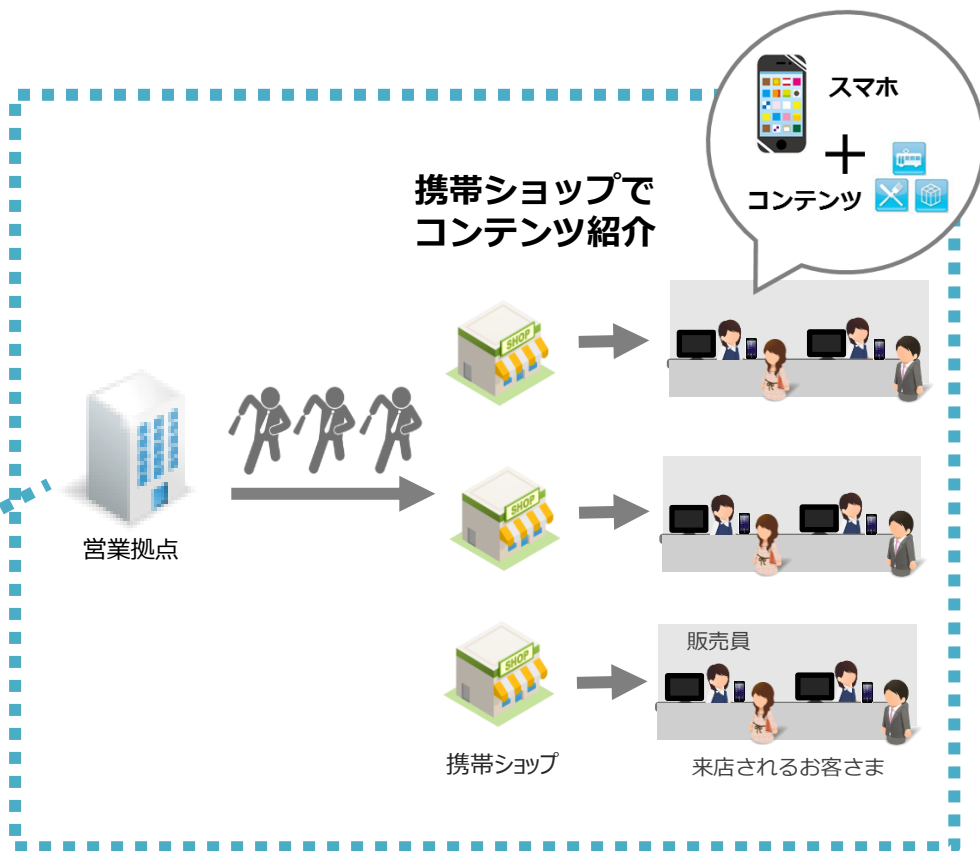 スマホ
＋
コンテンツ
携帯ショップで
コンテンツ紹介
SHOP
SHOP
営業拠点
SHOP
販売員
携帯ショップ
来店されるお客さま